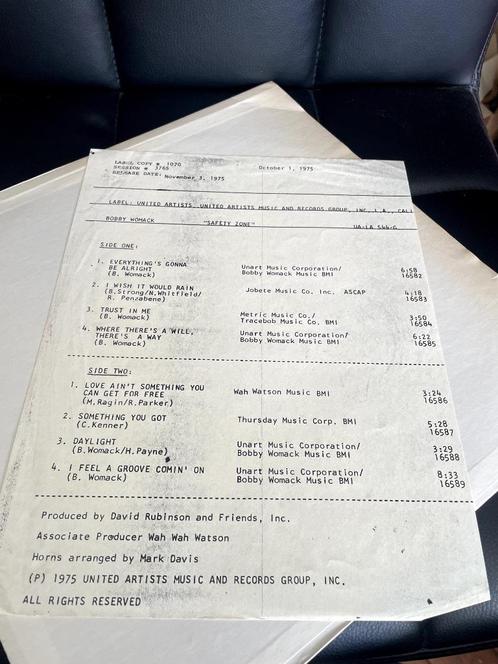 LABEL COPY # 1070
SESSION # 3765 October 1, 1975
RELEASE DATE: November 3, 1975
LABEL: UNITED ARTISTS UNITED ARTISTS MUSIC AND RECORDS GROUP, INC. L.A., CALI
BOBBY WOMACK "SAFETY ZONE" UA-LA 544-G
SIDE ONE:
1. EVERYTHING'S GONNA Unart Music Corporation/ 6:58
BE ALRIGHT Bobby Womack Music BMI 16582
(B. Womack)
2. I WISH IT WOULD RAIN Jobete Music Co. Inc. ASCAP 4:18
(B.Strong/N.Whitfield/ 16583
R. Penzabene)
3. TRUST IN ME Metric Music Co./ 3:50
(B. Womack) Tracebob Music Co. BMI 16584
4. WHERE THERE'S A WILL, Unart Music Corporation/ 6:22
THERE'S A WAY Bobby Womack Music BMI 16585
(B. Womack)
SIDE TWO:
1. LOVE AIN'T SOMETHING YOU Wah Watson Music BMI 3:24
CAN GET FOR FREE 16586
(M.Ragin/R.Parker)
2. SOMETHING YOU GOT Thursday Music Corp. BMI 5:28
(C.Kenner) 16587
3. DAYLIGHT Unart Music Corporation/ 3:29
(B.Womack/H.Payne) Bobby Womack Music BMI 16588
4. I FEEL A GROOVE COMIN' ON Unart Music Corporation/ 8:33
(B. Womack) Bobby Womack Music BMI 16589
Produced by David Rubinson and Friends, Inc.
Associate Producer Wah Wah Watson
Horns arranged by Mark Davis
(P) 1975 UNITED ARTISTS MUSIC AND RECORDS GROUP, INC.
ALL RIGHTS RESERVED